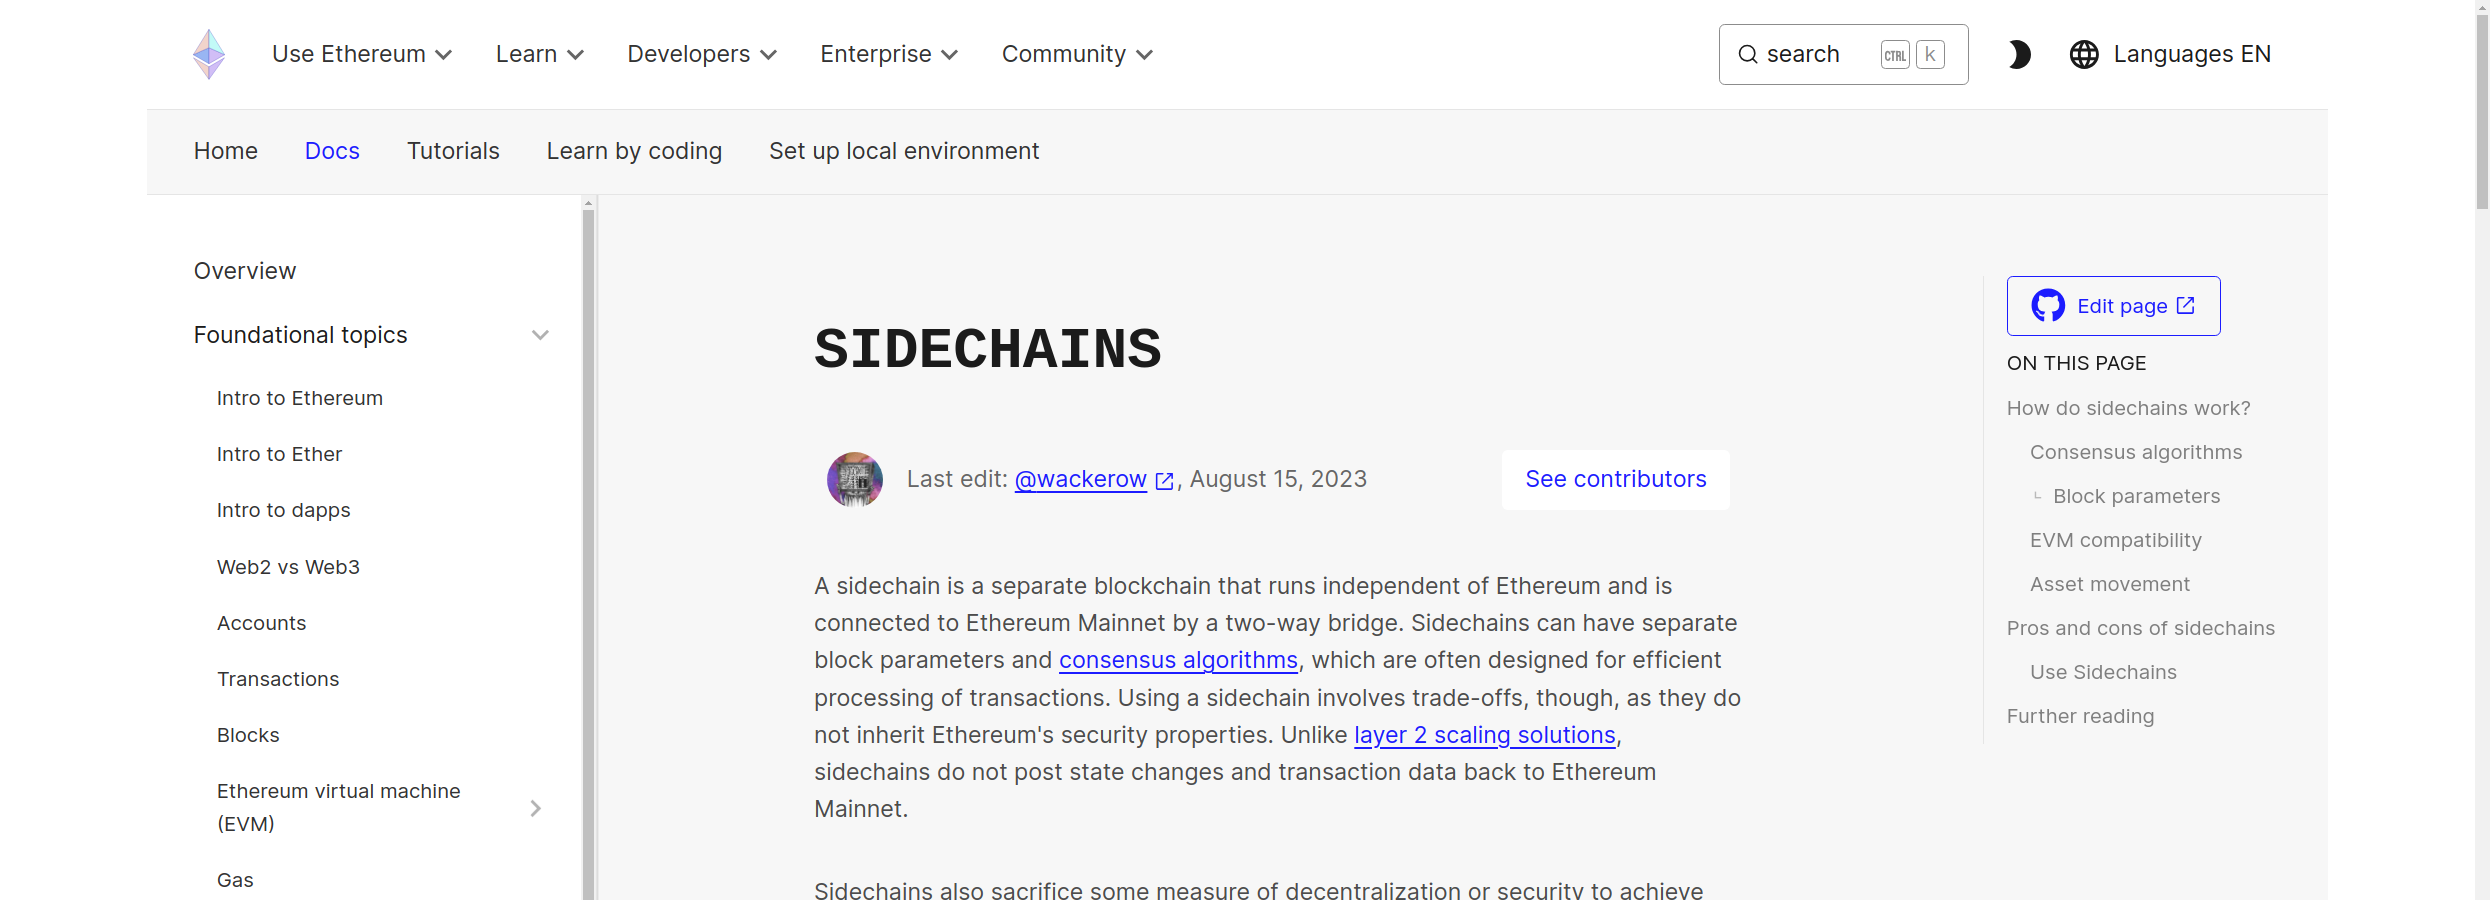 Use Ethereum
Learn
Developers
Enterprise
Community
search
CTRL
k
Languages EN
Home
Docs
Tutorials
Learn by coding
Set up local environment
Overview
Foundational topics
Intro to Ethereum
Intro to Ether
Intro to dapps
Web2 vs Web3
Accounts
Transactions
Blocks
Ethereum virtual machine
(EVM)
Gas
SIDECHAINS
Last edit: @wackerow, August 15, 2023
See contributors
A sidechain is a separate blockchain that runs independent of Ethereum and is
connected to Ethereum Mainnet by a two-way bridge. Sidechains can have separate
block parameters and consensus algorithms, which are often designed for efficient
processing of transactions. Using a sidechain involves trade-offs, though, as they do
not inherit Ethereum's security properties. Unlike layer 2 scaling solutions,
sidechains do not post state changes and transaction data back to Ethereum
Mainnet.
Sidechains also sacrifice some measure of decentralization or security to achieve
Edit page
ON THIS PAGE
How do sidechains work?
Consensus algorithms
Block parameters
EVM compatibility
Asset movement
Pros and cons of sidechains
Use Sidechains
Further reading